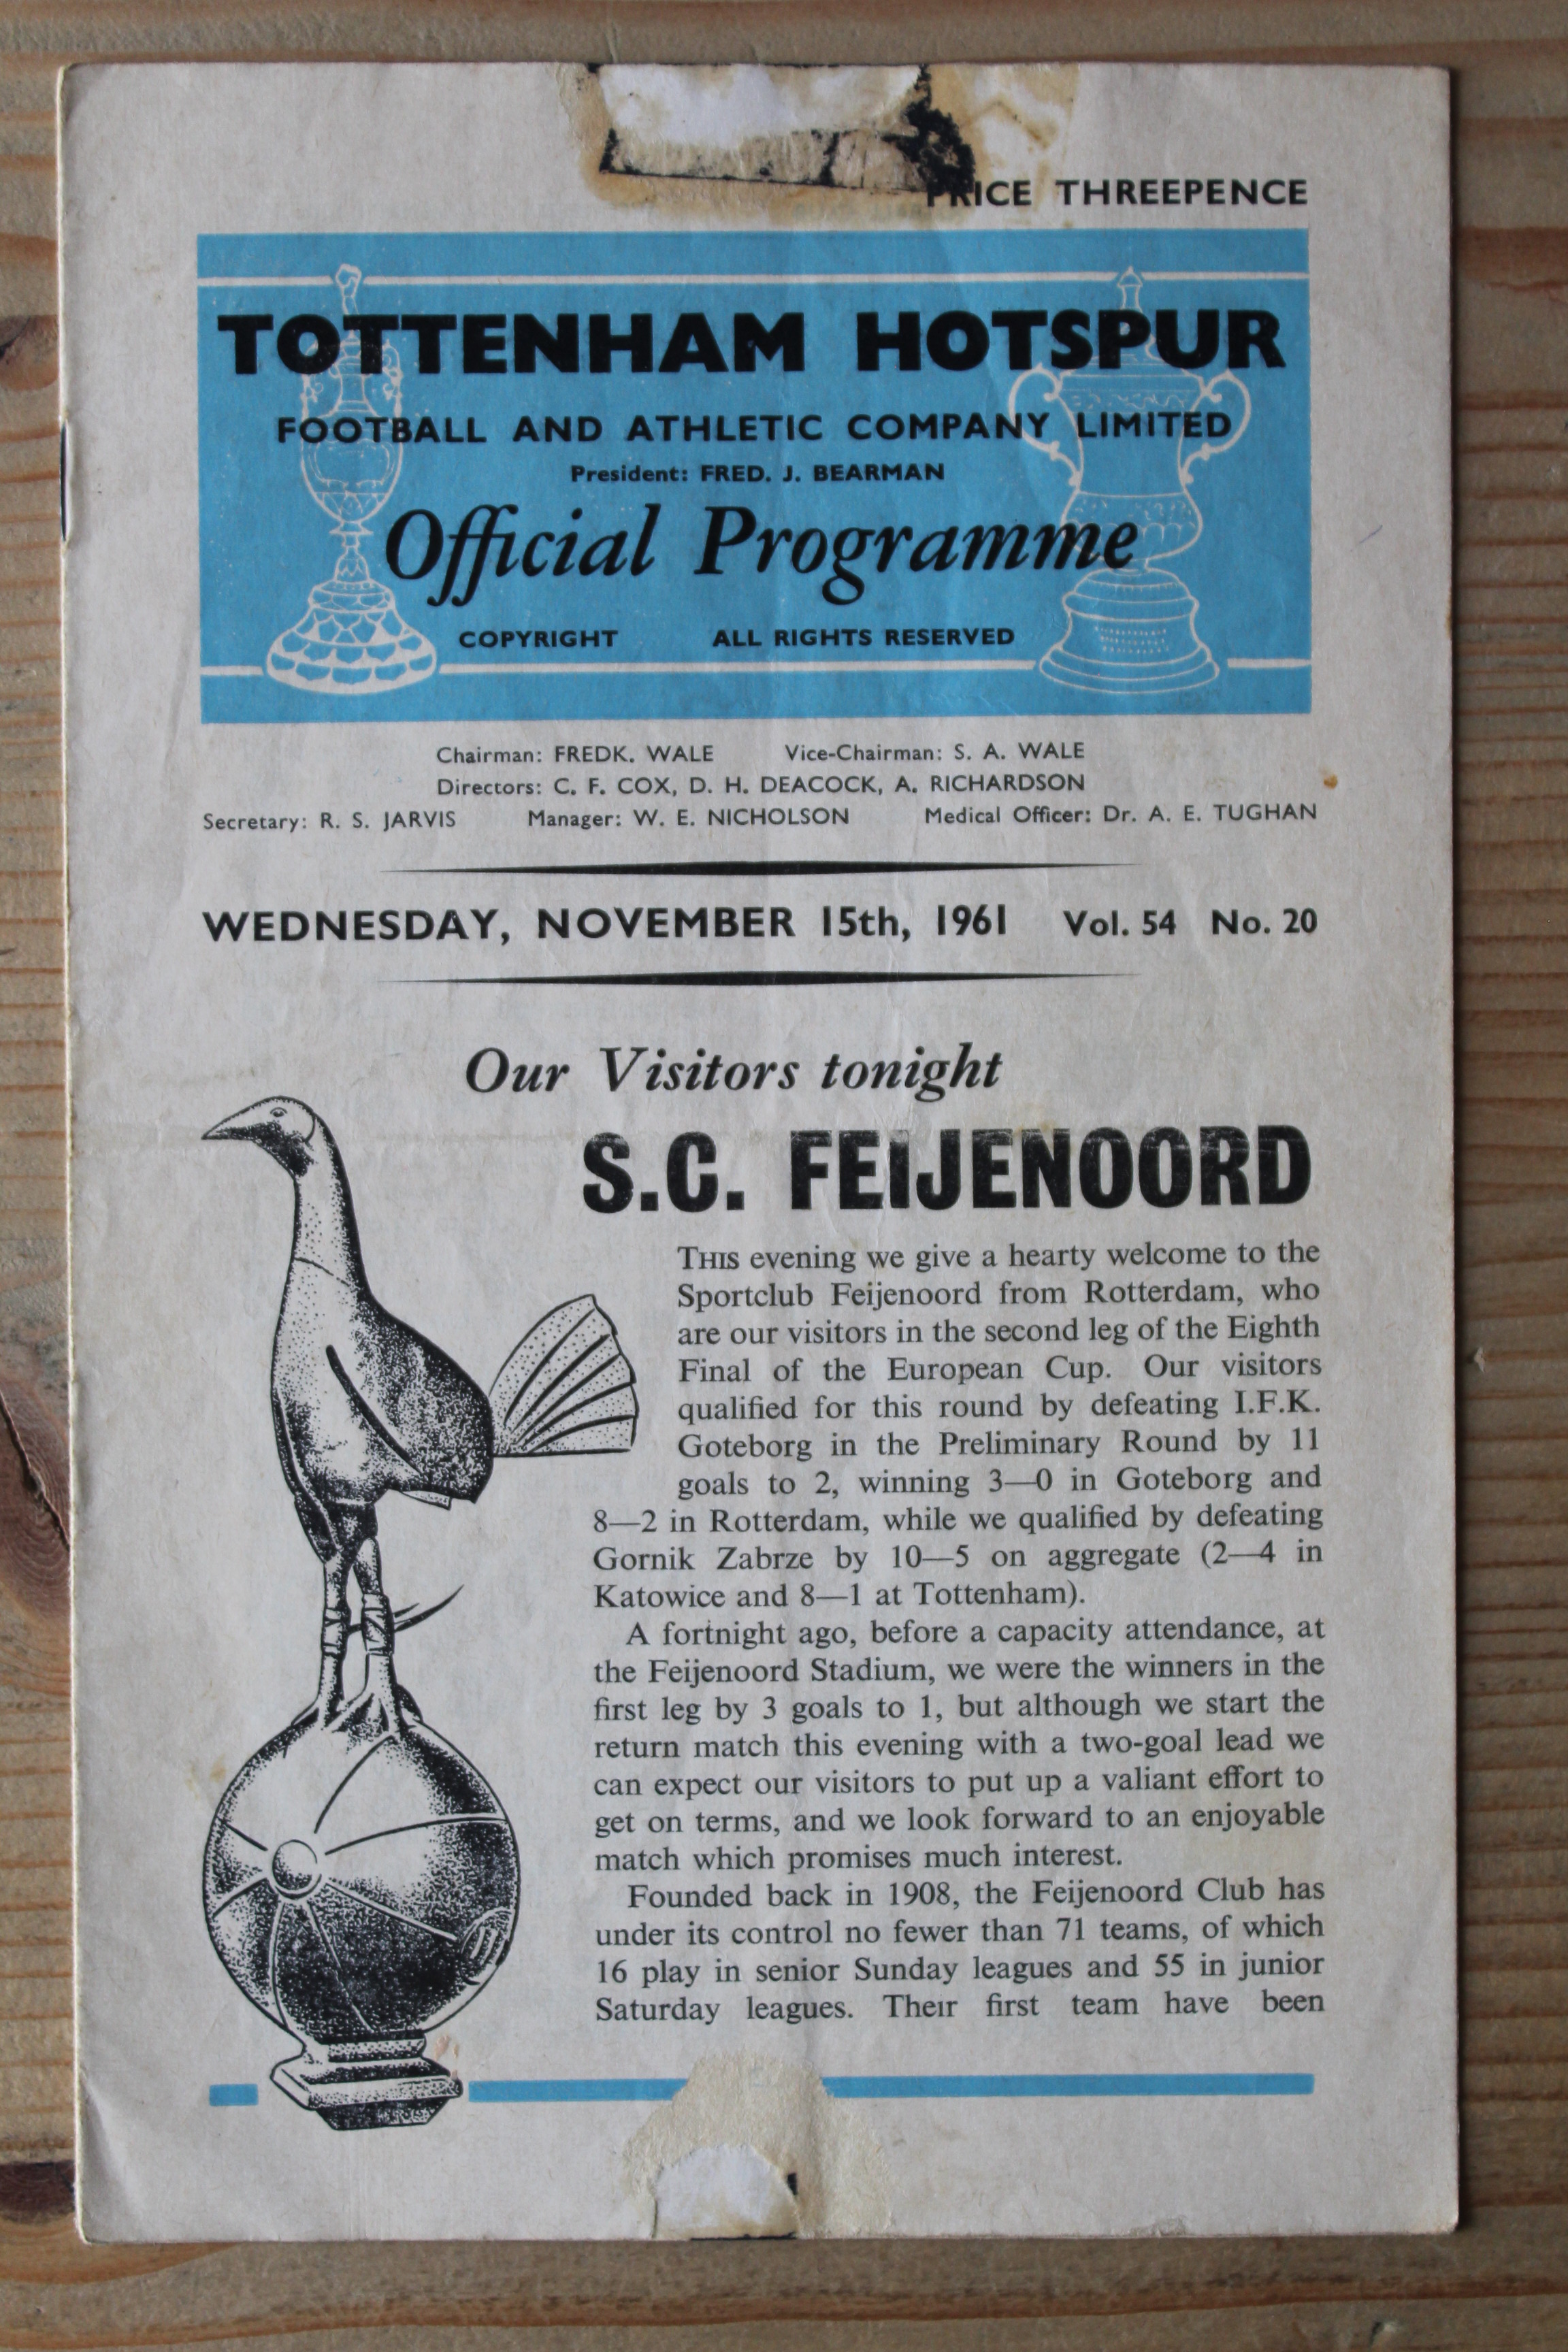 PRICE THREEPENCE
TOTTENHAM HOTSPUR
FOOTBALL AND ATHLETIC COMPANY LIMITED
President: FRED. J. BEARMAN
Official Programme
COPYRIGHT ALL RIGHTS RESERVED
Chairman: FREDK. WALE Vice-Chairman: S. A. WALE
Directors: C. F. COX, D. H. DEACOCK, A. RICHARDSON
Secretary: R. S. JARVIS Manager: W. E. NICHOLSON Medical Officer: Dr. A. E. TUGHAN
WEDNESDAY, NOVEMBER 15th, 1961 Vol. 54 No. 20
Our Visitors tonight
S.C. FEIJENOORD
THIS evening we give a hearty welcome to the
Sportclub Feijenoord from Rotterdam, who
are our visitors in the second leg of the Eighth
Final of the European Cup. Our visitors
qualified for this round by defeating I.F.K.
Goteborg in the Preliminary Round by 11
goals to 2, winning 3—0 in Goteborg and
8—2 in Rotterdam, while we qualified by defeating
Gornik Zabrze by 10—5 on aggregate (2—4 in
Katowice and 8—1 at Tottenham).
A fortnight ago, before a capacity attendance, at
the Feijenoord Stadium, we were the winners in the
first leg by 3 goals to 1, but although we start the
return match this evening with a two-goal lead we
can expect our visitors to put up a valiant effort to
get on terms, and we look forward to an enjoyable
match which promises much interest.
Founded back in 1908, the Feijenoord Club has
under its control no fewer than 71 teams, of which
16 play in senior Sunday leagues and 55 in junior
Saturday leagues. Their first team have been